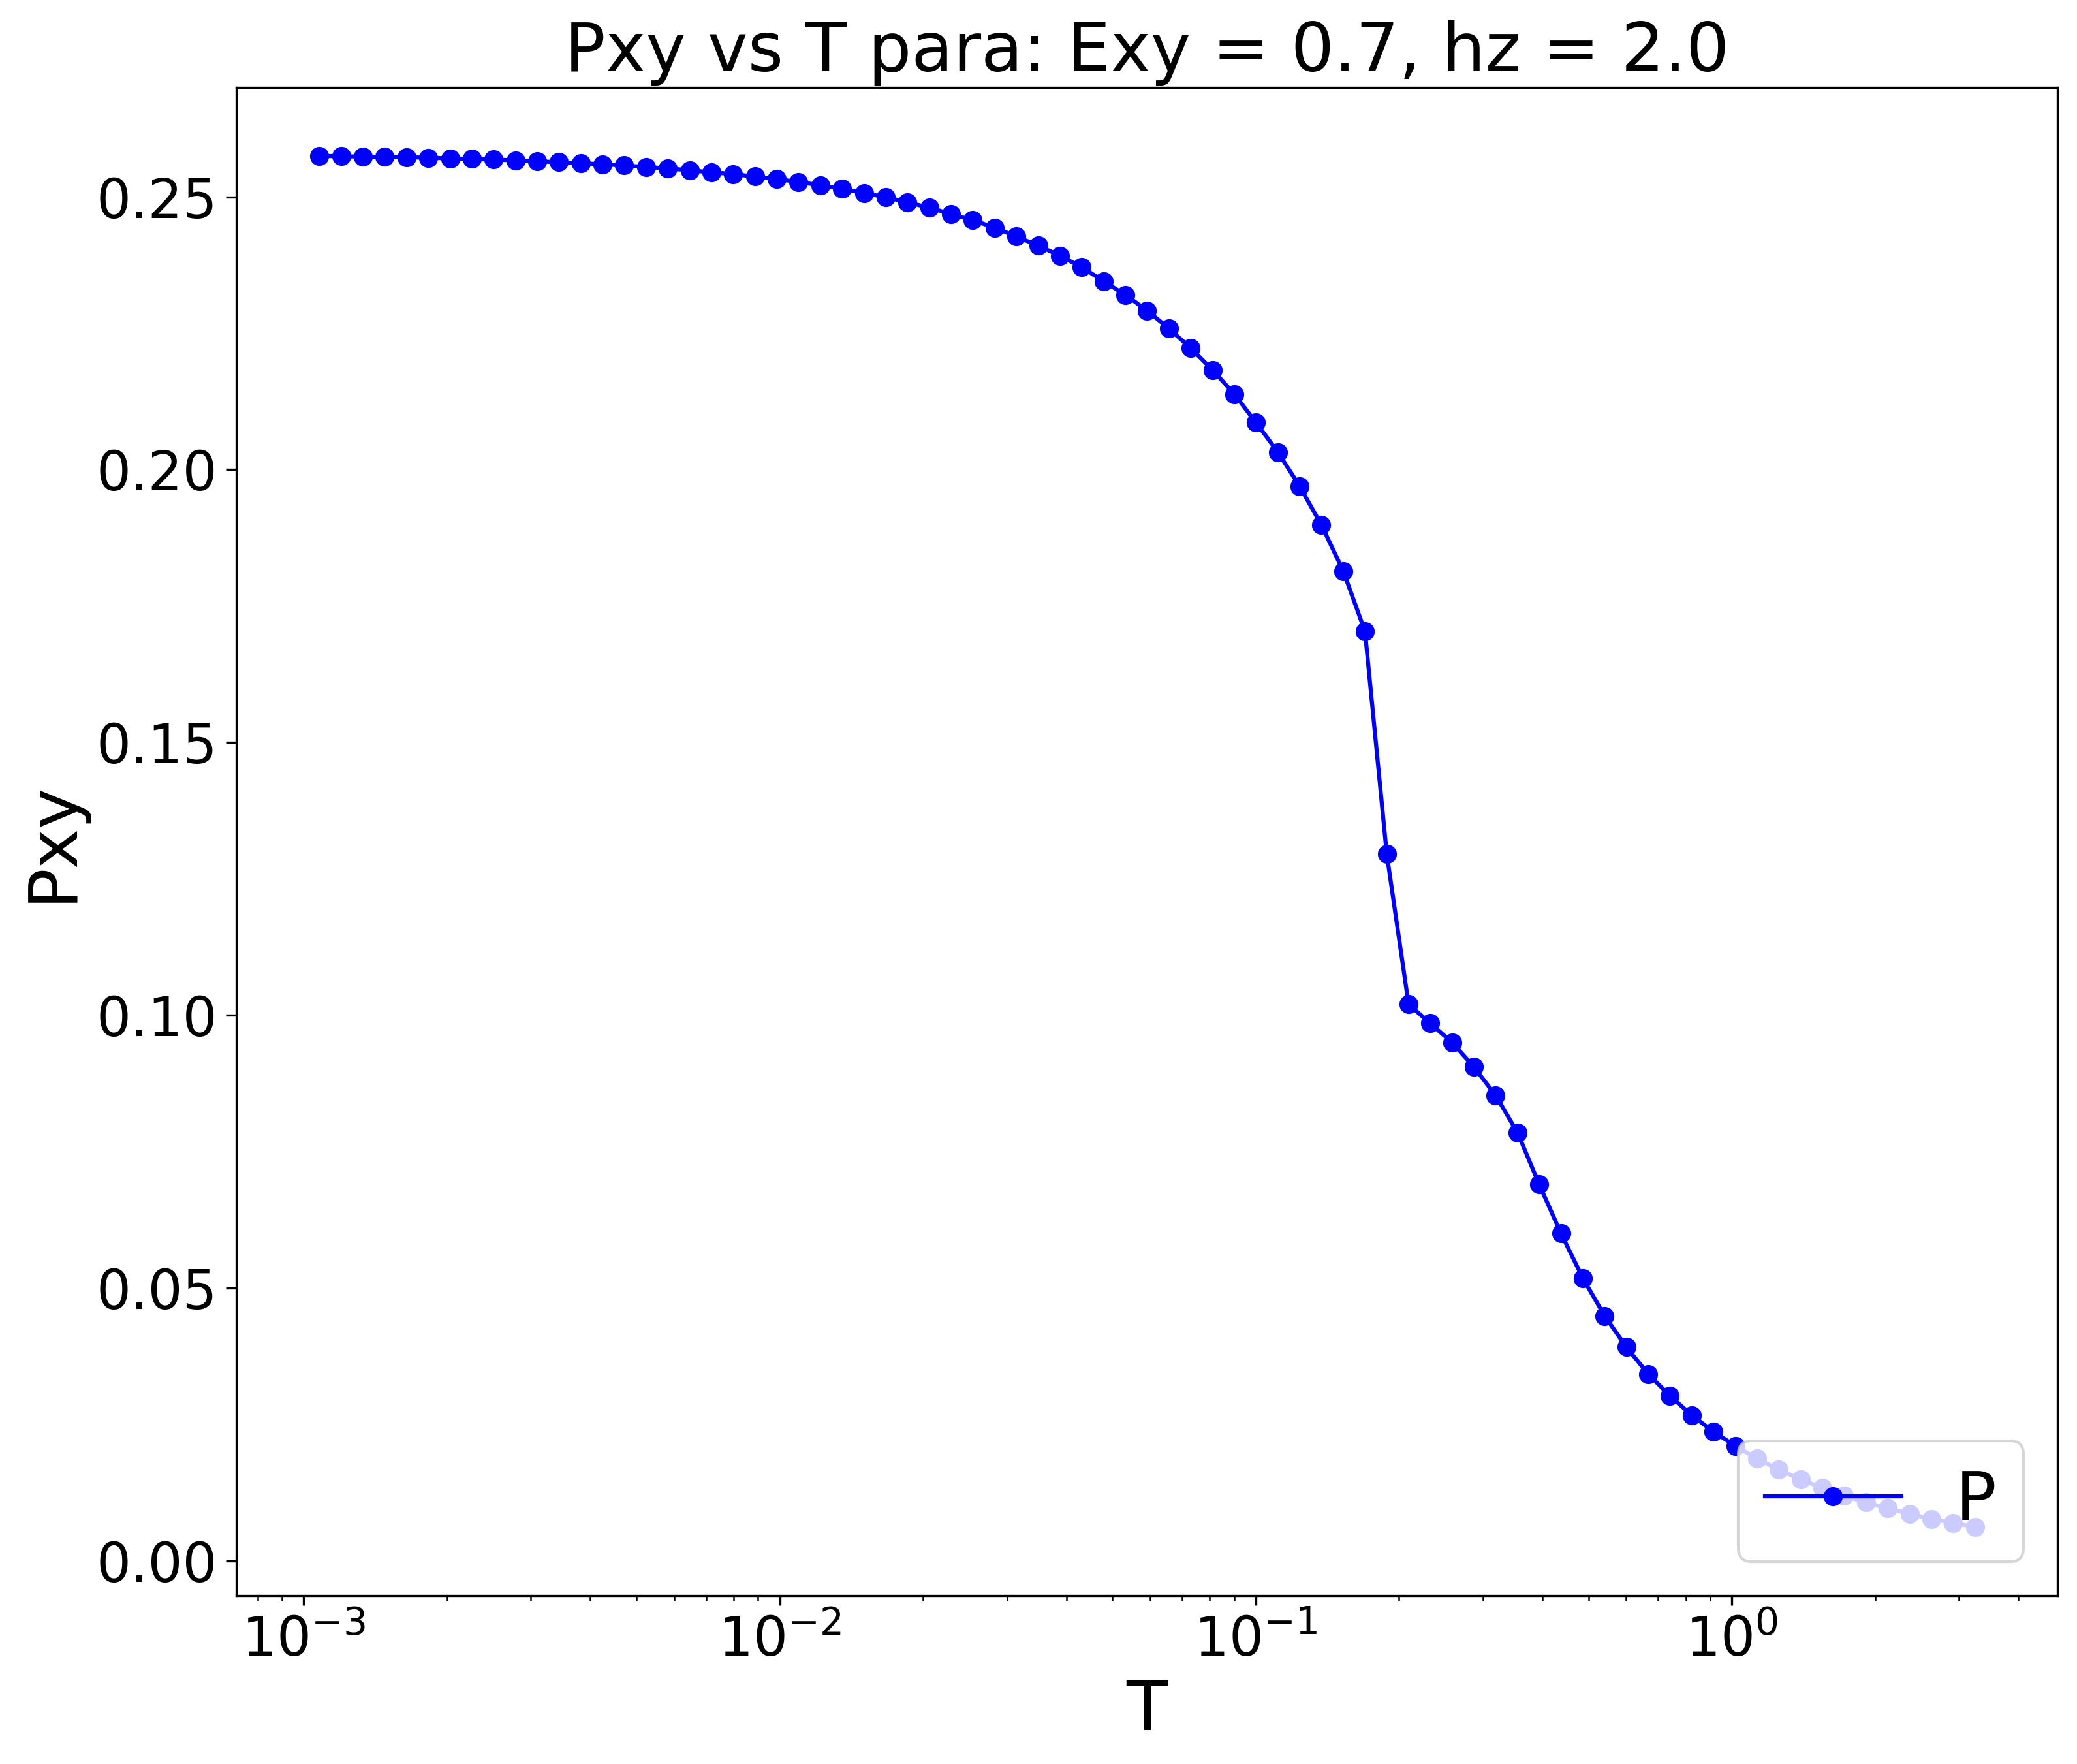 Pxy vs T para: Exy = 0.7, hz = 2.0
0.25
0.20
0.15
0.10
0.05
0.00
Pxy
10⁻³ 10⁻² 10⁻¹ 10⁰
T
P